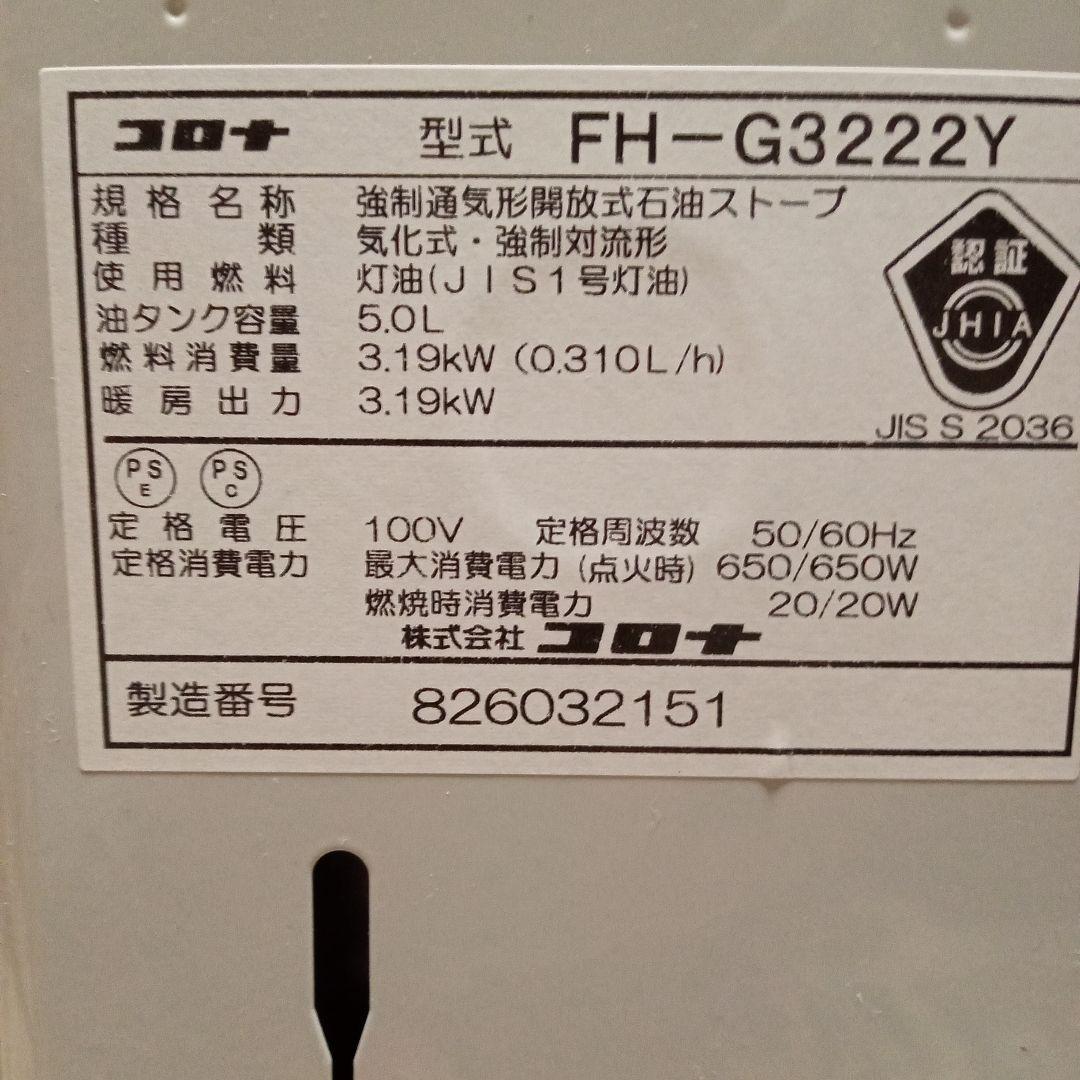 コロナ 型式 FH-G3222Y
規格名称 強制通気形開放式石油ストーブ
種類 気化式・強制対流形
使用燃料 灯油(JIS1号灯油)
油タンク容量 5.0L
燃料消費量 3.19kW (0.310L/h)
暖房出力 3.19kW
認証
JHIA
JIS S 2036
PS E PS C
定格電圧 100V 定格周波数 50/60Hz
定格消費電力 最大消費電力 (点火時) 650/650W
燃焼時消費電力 20/20W
株式会社 コロナ
製造番号 826032151